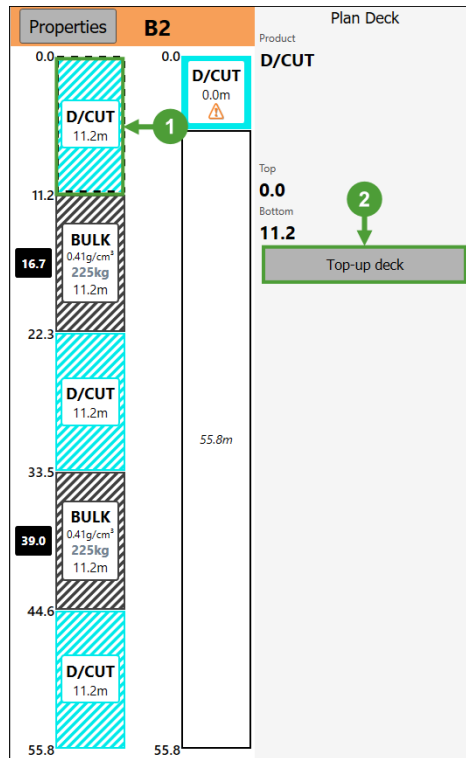 Properties
B2
Plan Deck
Product
D/CUT
Top
0.0
Bottom
11.2
Top-up deck
0.0
D/CUT
11.2m
11.2
BULK
0.41g/cm³
225kg
11.2m
16.7
22.3
D/CUT
11.2m
33.5
BULK
0.41g/cm³
225kg
11.2m
39.0
44.6
D/CUT
11.2m
55.8
0.0
D/CUT
0.0m
55.8m
55.8
1
2